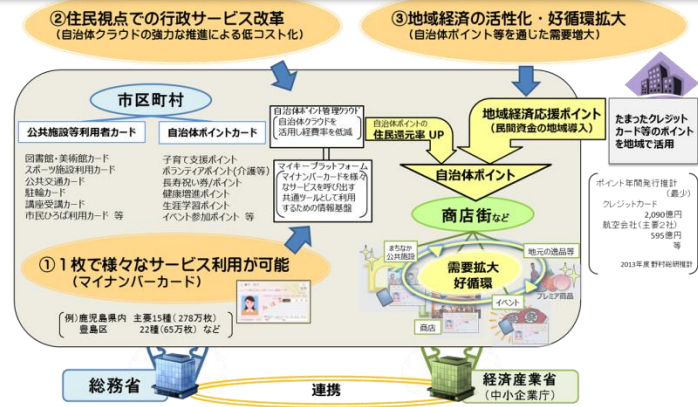 ②住民視点での行政サービス改革
(自治体クラウドの強力な推進による低コスト化)
③地域経済の活性化・好循環拡大
(自治体ポイント等を通じた需要増大)
市区町村
公共施設等利用者カード
図書館・美術館カード
スポーツ施設利用カード
公共交通カード
駐輪カード
講座受講カード
市民ひろば利用カード 等
自治体ポイントカード
子育て支援ポイント
ボランティアポイント(介護等)
長寿祝い券/ポイント
健康増進ポイント
生涯学習ポイント
イベント参加ポイント 等
自治体ポイント管理クラウド
自治体クラウドを
活用し経費率を低減
マイキープラットフォーム
マイナンバーカードを様々
なサービスを呼び出す
共通ツールとして利用
するための情報基盤
自治体ポイントの
住民還元率 UP
地域経済応援ポイント
(民間資金の地域導入)
自治体ポイント
たまったクレジット
カード等のポイント
を地域で活用
ポイント年間発行推計
(最少)
クレジットカード
2,090億円
航空会社(主要2社)
595億円
等
2013年度 野村総研推計
商店街など
まちなか
公共施設
地元の逸品等
需要拡大
好循環
プレミア商品
イベント
商店
①1枚で様々なサービス利用が可能
(マイナンバーカード)
(例)鹿児島県内 主要15種(278万枚)
豊島区 22種(65万枚) など
総務省
連携
経済産業省
(中小企業庁)